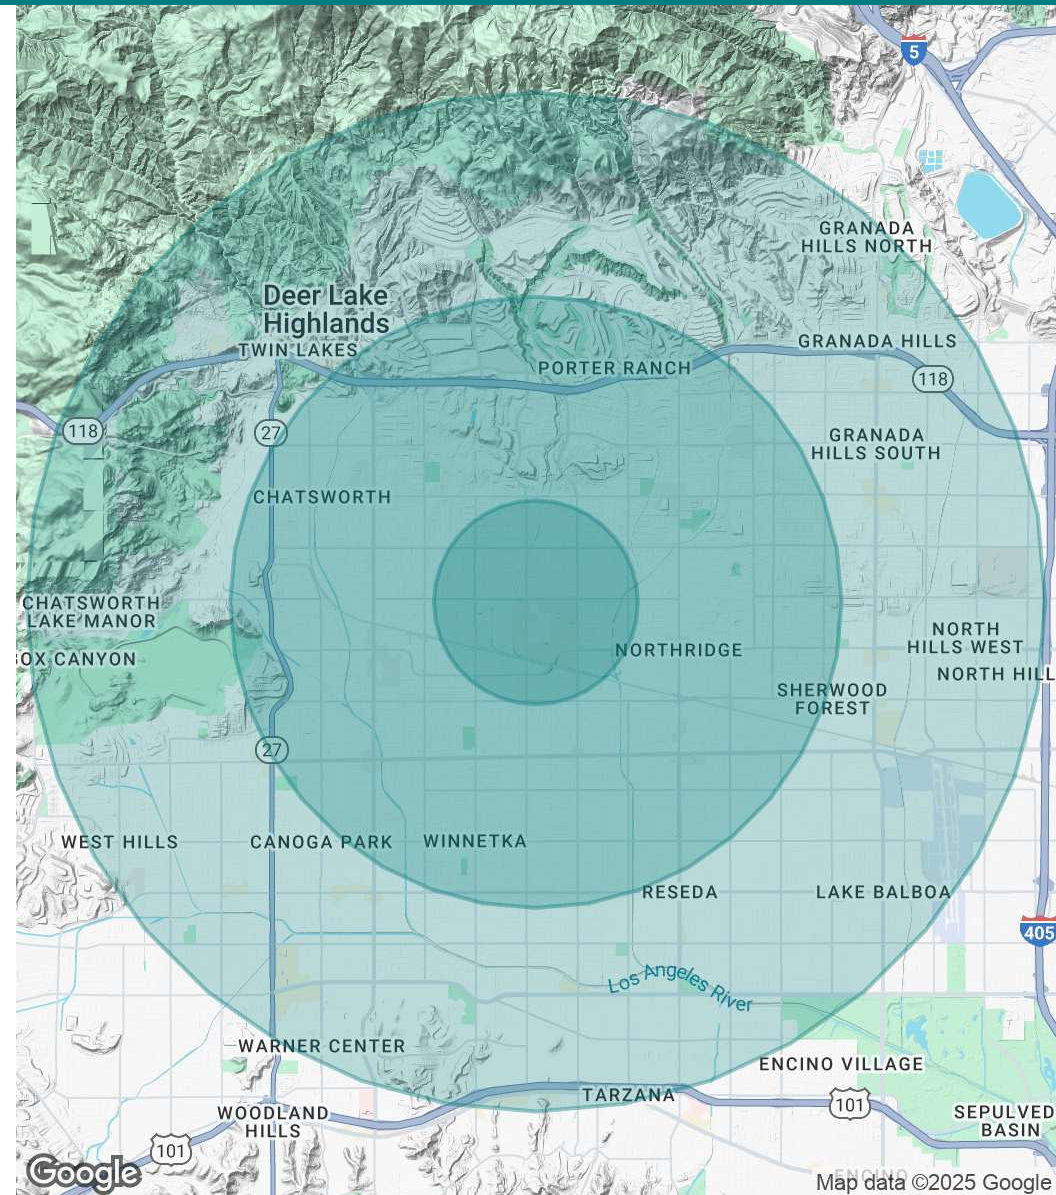 5
GRANADA
HILLS NORTH
Deer Lake
Highlands
TWIN LAKES
GRANADA HILLS
PORTER RANCH
118
118
27
GRANADA
HILLS SOUTH
CHATSWORTH
CHATSWORTH
LAKE MANOR
NORTH
HILLS WEST
NORTHRIDGE
OX CANYON
NORTH HILL
SHERWOOD
FOREST
27
WEST HILLS
CANOGA PARK
WINNETKA
RESEDA
LAKE BALBOA
405
Los Angeles River
WARNER CENTER
ENCINO VILLAGE
TARZANA
101
WOODLAND
HILLS
SEPULVED
BASIN
101
ENCINO
Google
Map data ©2025 Google